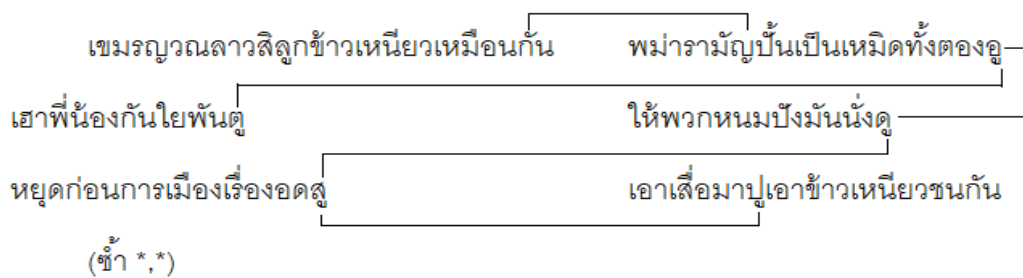 เขมรญวณลาวสิลูกข้าวเหนียวเหมือนกัน พม่ารามัญปั้นเป็นเหมิดทั้งตองอู
เฮาพี่น้องกันใยพันตู ให้พวกหนมปังมันนั่งดู
หยุดก่อนการเมืองเรื่องอดสู เอาเสื่อมาปูเอาข้าวเหนียวชนกัน
(ซ้ำ *,*)